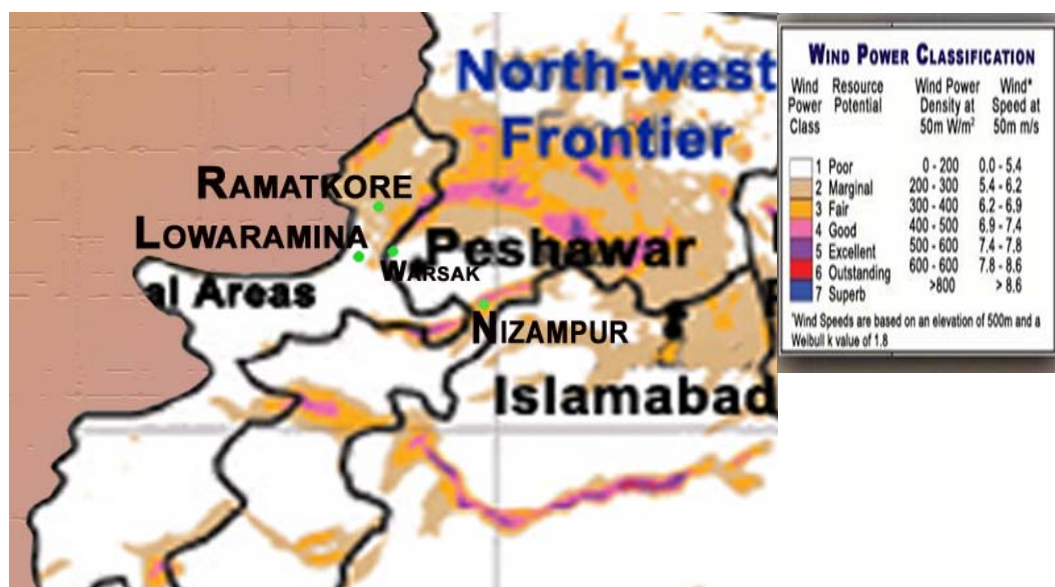 North-west
Frontier
RAMATKORE
LOWARAMINA
Peshawar
WARSAK
al Areas
NIZAMPUR
Islamabad
WIND POWER CLASSIFICATION
Wind Power Class Resource Potential Wind Power Density at 50m W/m² Wind* Speed at 50m m/s
1 Poor 0 - 200 0.0 - 5.4
2 Marginal 200 - 300 5.4 - 6.2
3 Fair 300 - 400 6.2 - 6.9
4 Good 400 - 500 6.9 - 7.4
5 Excellent 500 - 600 7.4 - 7.8
6 Outstanding 600 - 600 7.8 - 8.6
7 Superb >800 > 8.6
*Wind Speeds are based on an elevation of 500m and a
Weibull k value of 1.8